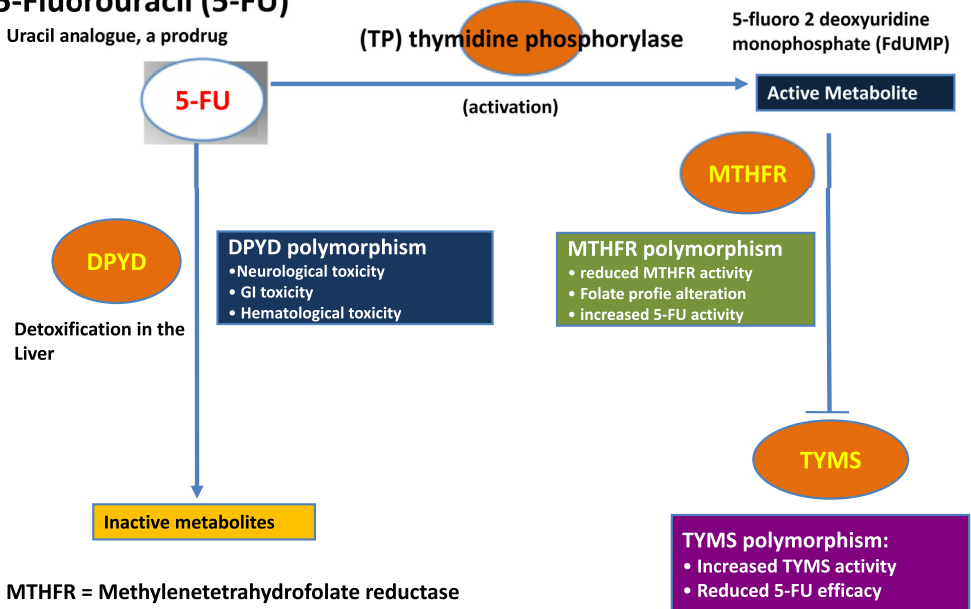 5-Fluorouracil (5-FU)
Uracil analogue, a prodrug
(TP) thymidine phosphorylase
5-fluoro 2 deoxyuridine
monophosphate (FdUMP)
5-FU
(activation)
Active Metabolite
MTHFR
DPYD
DPYD polymorphism
•Neurological toxicity
• GI toxicity
• Hematological toxicity
MTHFR polymorphism
• reduced MTHFR activity
• Folate profie alteration
• increased 5-FU activity
Detoxification in the
Liver
TYMS
Inactive metabolites
TYMS polymorphism:
• Increased TYMS activity
• Reduced 5-FU efficacy
MTHFR = Methylenetetrahydrofolate reductase